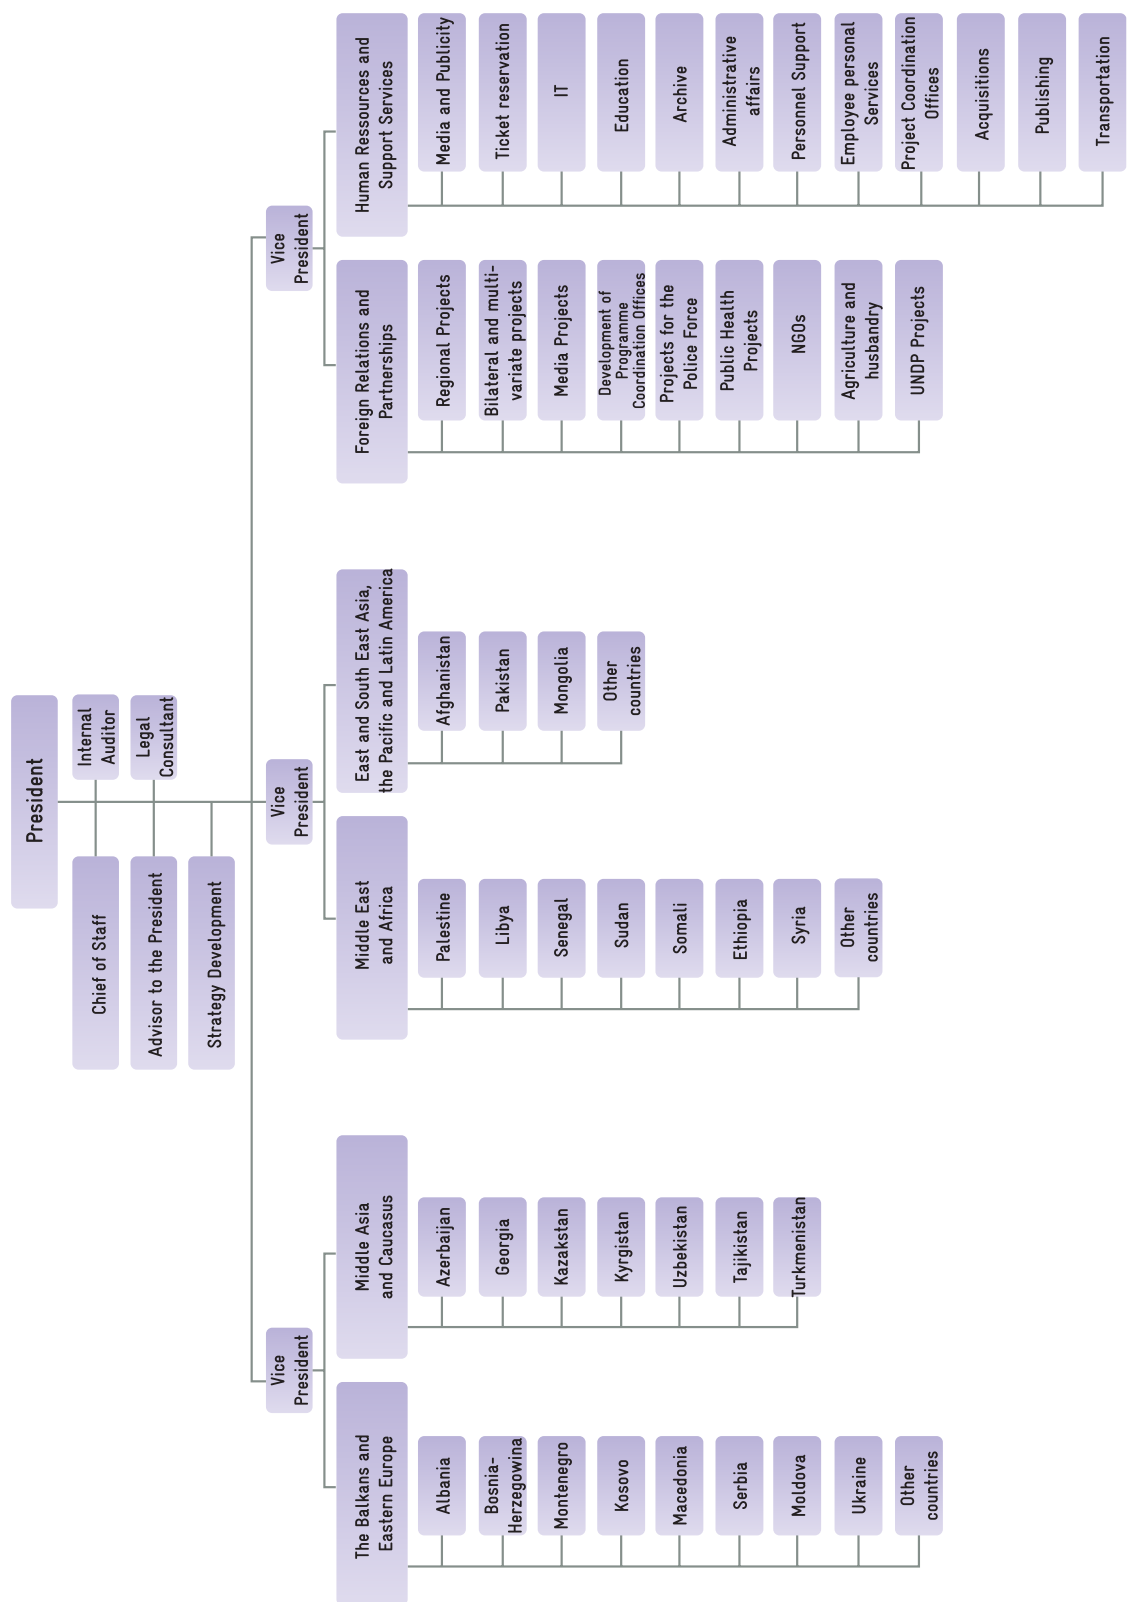 President
Internal
Auditor
Legal
Consultant
Chief of Staff
Advisor to the President
Strategy Development
Vice
President
The Balkans and
Eastern Europe
Albania
Bosnia-
Herzegowina
Montenegro
Kosovo
Macedonia
Serbia
Moldova
Ukraine
Other
countries
Middle Asia
and Caucasus
Azerbaijan
Georgia
Kazakstan
Kyrgistan
Uzbekistan
Tajikistan
Turkmenistan
Vice
President
Middle East
and Africa
Palestine
Libya
Senegal
Sudan
Somali
Ethiopia
Syria
Other
countries
East and South East Asia,
the Pacific and Latin America
Afghanistan
Pakistan
Mongolia
Other
countries
Vice
President
Foreign Relations and
Partnerships
Regional Projects
Bilateral and multi-
variate projects
Media Projects
Development of
Programme
Coordination Offices
Projects for the
Police Force
Public Health
Projects
NGOs
Agriculture and
husbandry
UNDP Projects
Human Ressources and
Support Services
Media and Publicity
Ticket reservation
IT
Education
Archive
Administrative
affairs
Personnel Support
Employee personal
Services
Project Coordination
Offices
Acquisitions
Publishing
Transportation